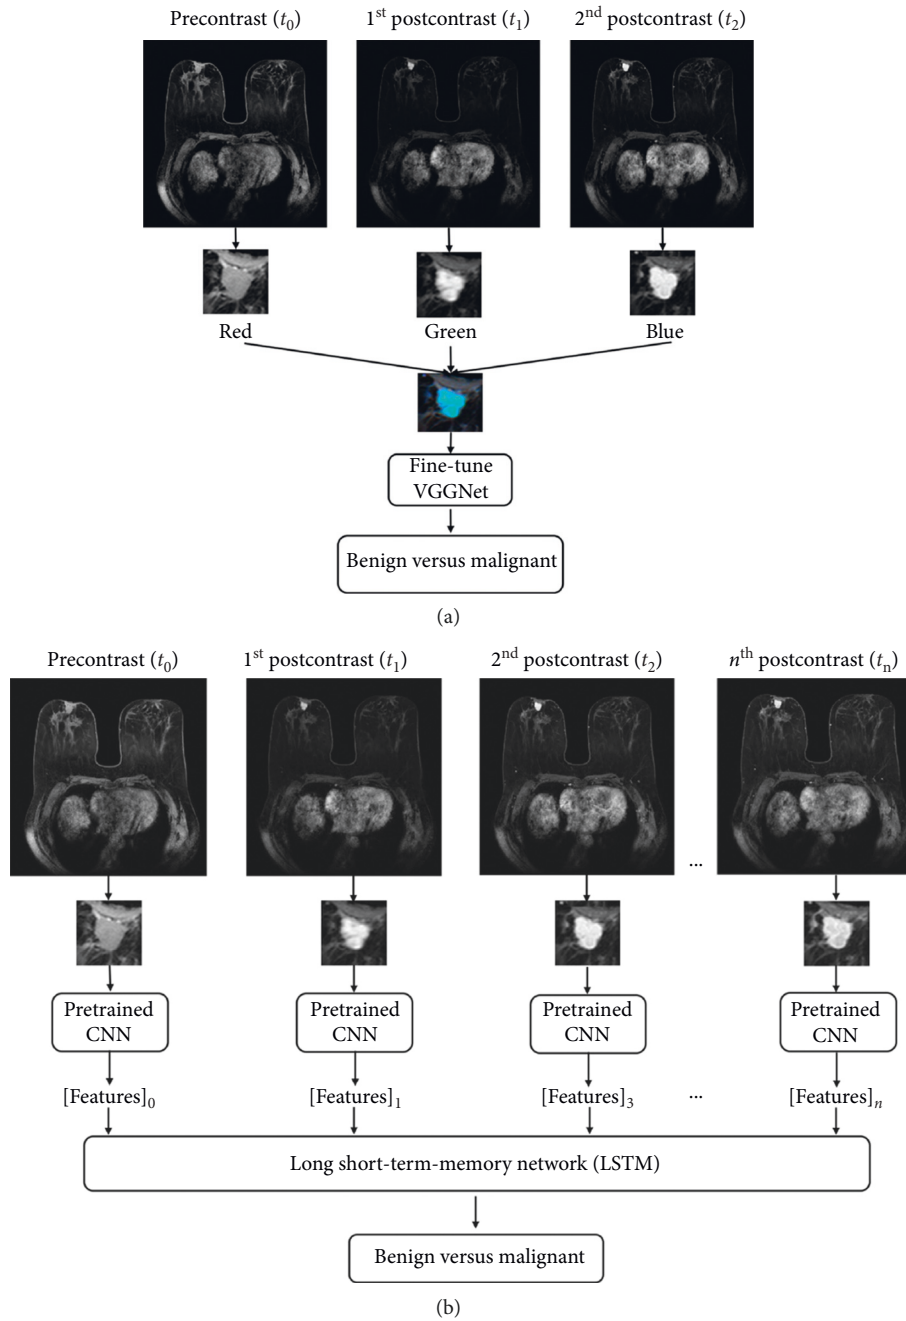 Precontrast (t0)
1st postcontrast (t1)
2nd postcontrast (t2)
Red
Green
Blue
Fine-tune
VGGNet
Benign versus malignant
(a)
Precontrast (t0)
1st postcontrast (t1)
2nd postcontrast (t2)
nth postcontrast (tn)
...
Pretrained
CNN
Pretrained
CNN
Pretrained
CNN
Pretrained
CNN
[Features]0
[Features]1
[Features]3
...
[Features]n
Long short-term-memory network (LSTM)
Benign versus malignant
(b)